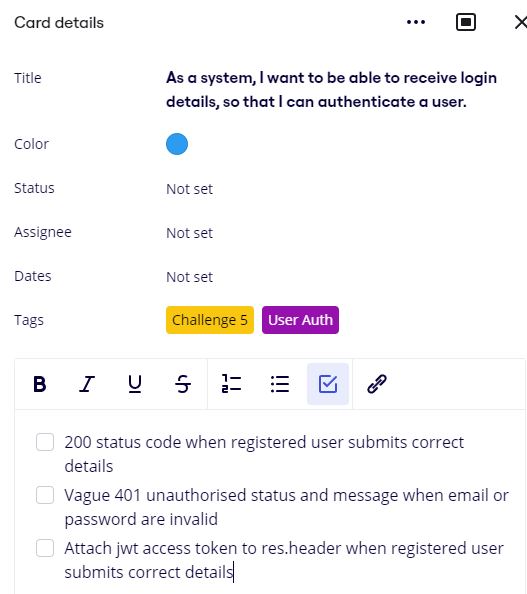 Card details
Title
As a system, I want to be able to receive login
details, so that I can authenticate a user.
Color
Status
Not set
Assignee
Not set
Dates
Not set
Tags
Challenge 5
User Auth
B I U S
200 status code when registered user submits correct
details
Vague 401 unauthorised status and message when email or
password are invalid
Attach jwt access token to res.header when registered user
submits correct details